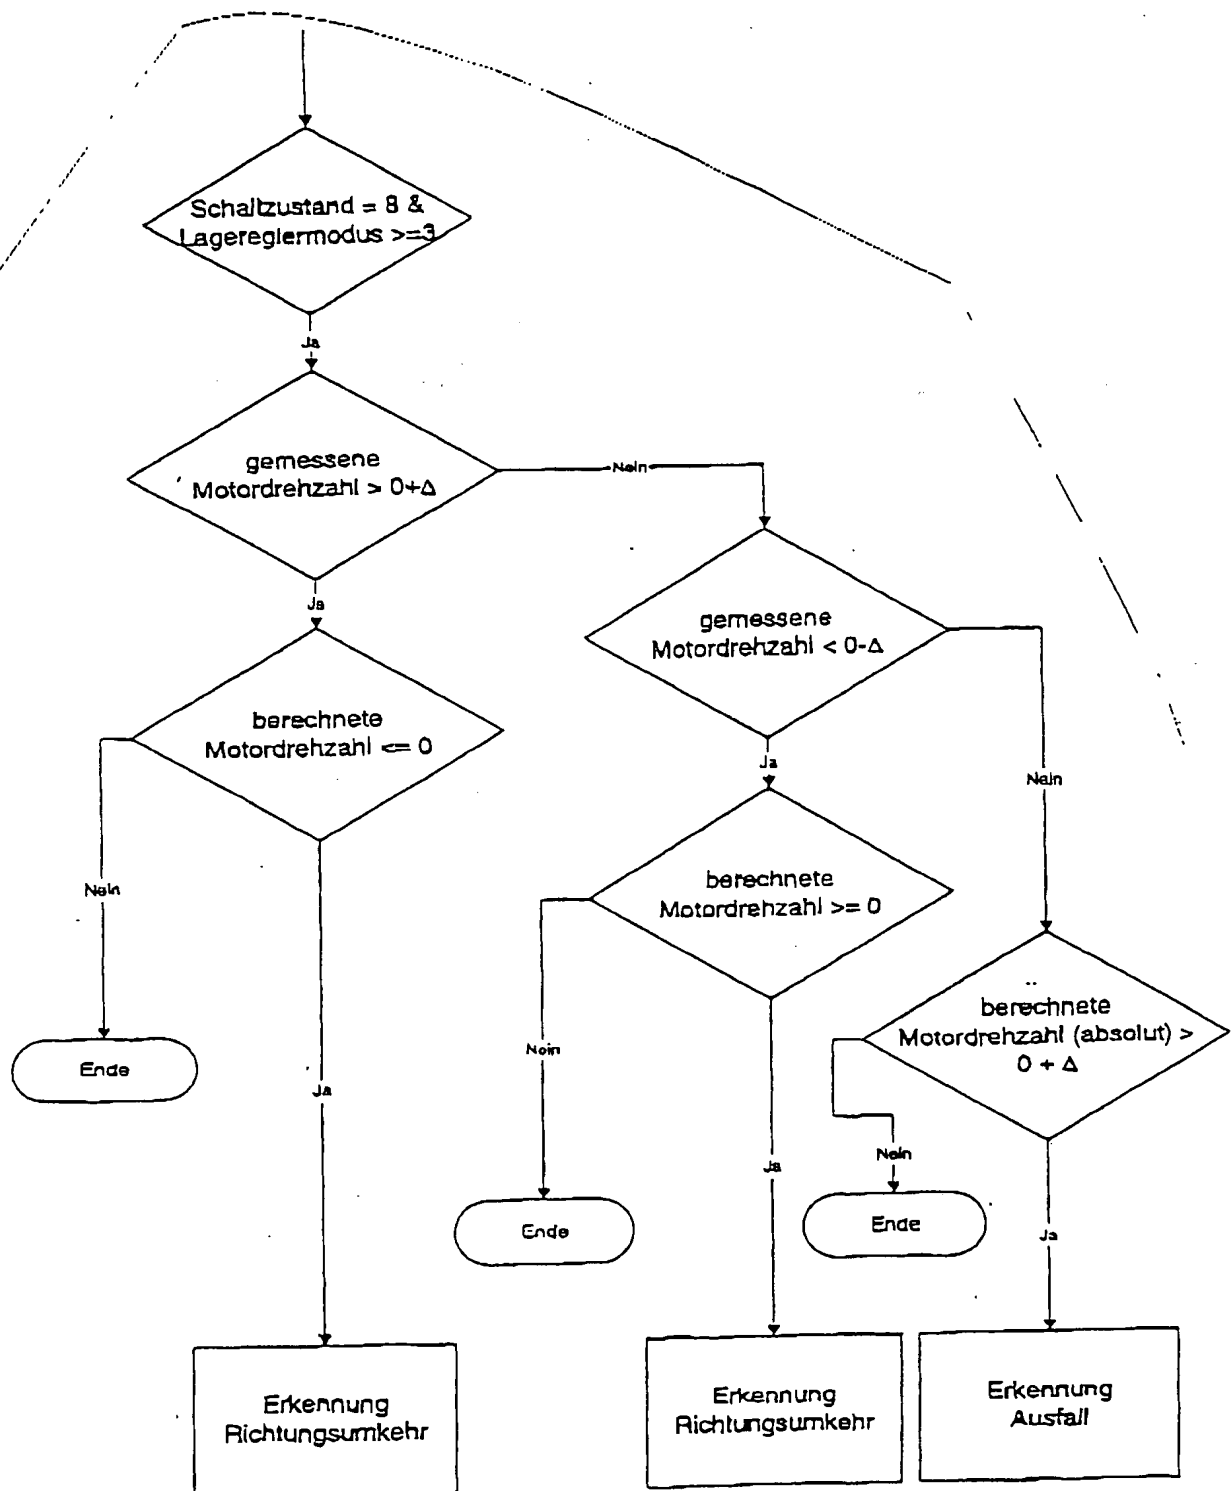 Schaltzustand = 8 &
Lagereglermodus >=3
Ja
gemessene
Motordrehzahl > 0+Δ
Nein
Ja
gemessene
Motordrehzahl < 0-Δ
berechnete
Motordrehzahl <= 0
Ja
Nein
Nein
berechnete
Motordrehzahl >= 0
berechnete
Motordrehzahl (absolut) >
0 + Δ
Nein
Ende
Ja
Nein
Ja
Ende
Ende
Ja
Erkennung
Richtungsumkehr
Erkennung
Richtungsumkehr
Erkennung
Ausfall